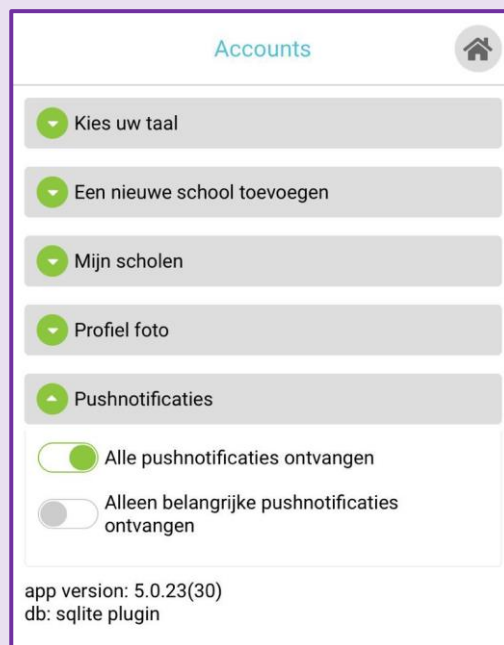 Accounts
Kies uw taal
Een nieuwe school toevoegen
Mijn scholen
Profiel foto
Pushnotificaties
Alle pushnotificaties ontvangen
Alleen belangrijke pushnotificaties
ontvangen
app version: 5.0.23(30)
db: sqlite plugin